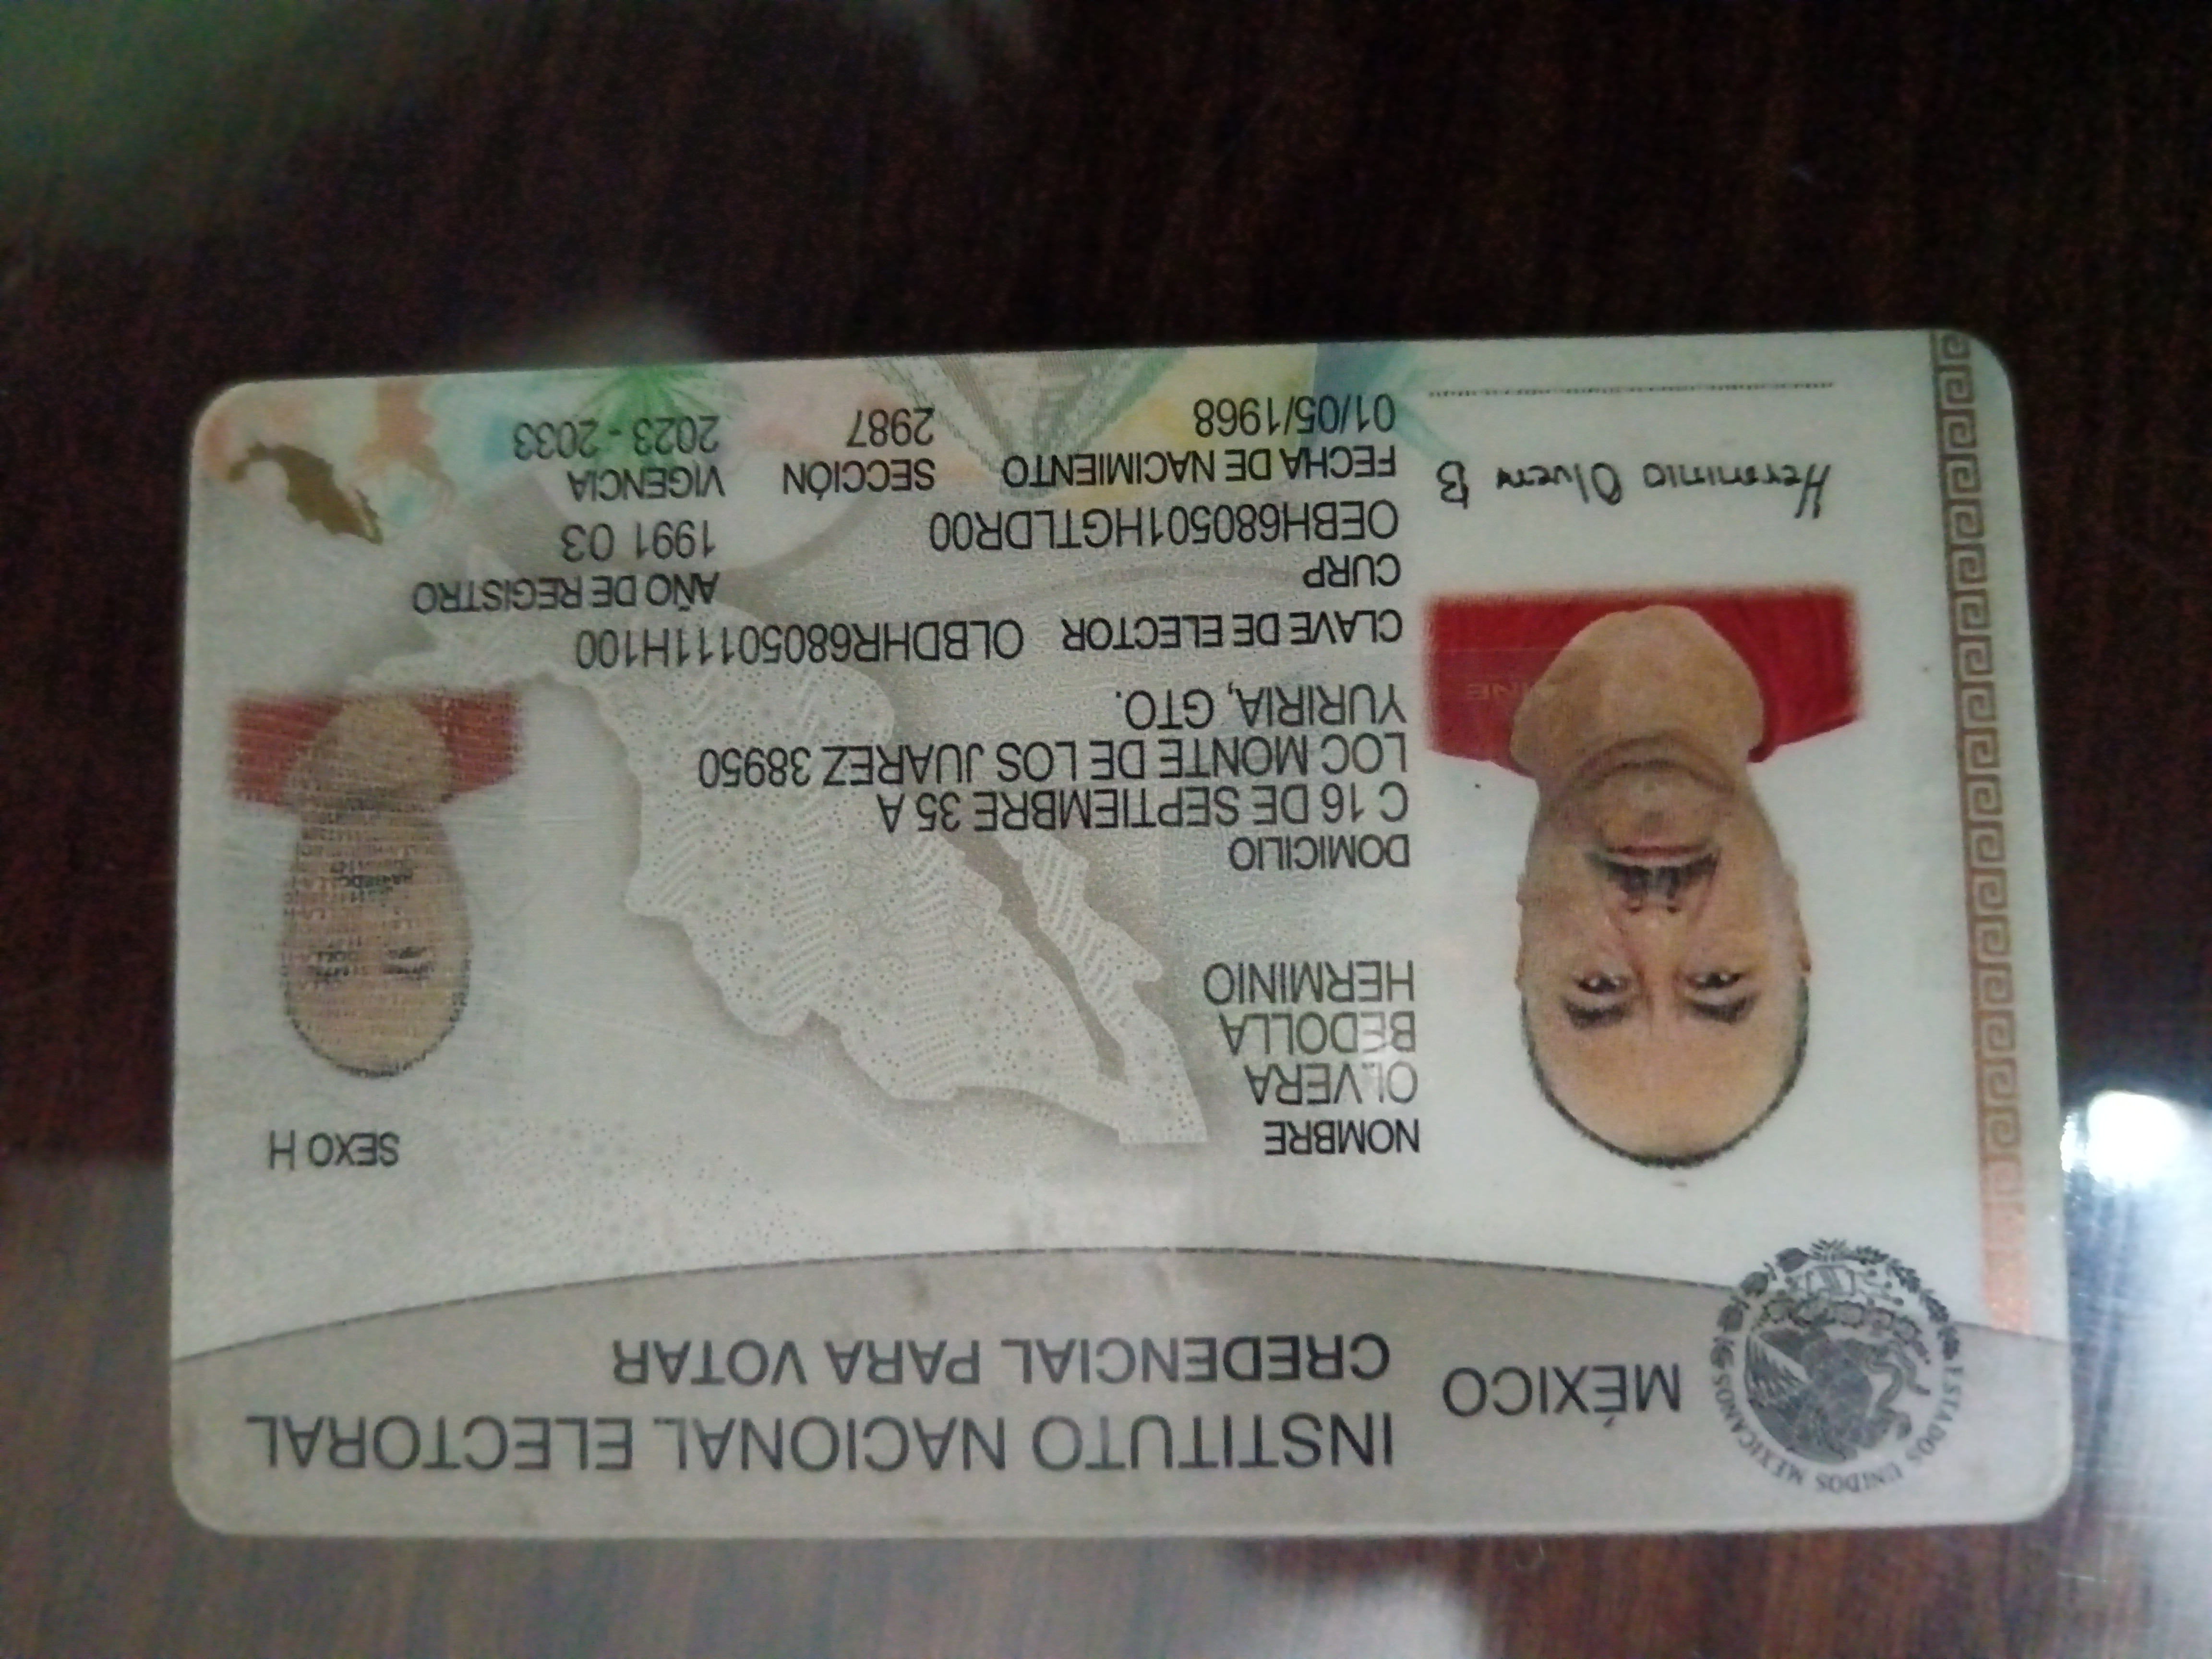 MÉXICO
INSTITUTO NACIONAL ELECTORAL
CREDENCIAL PARA VOTAR
ESTADOS UNIDOS MEXICANOS
NOMBRE
OLVERA
BEDOLLA
HERMINIO
SEXO H
DOMICILIO
C 16 DE SEPTIEMBRE 35 A
LOC MONTE DE LOS JUAREZ 38950
YURIRIA, GTO.
CLAVE DE ELECTOR OLBDHR68050111H100
CURP
OEBH680501HGTLDR00
AÑO DE REGISTRO
1991 03
FECHA DE NACIMIENTO
01/05/1968
SECCIÓN
2987
VIGENCIA
2023 - 2033
Herminio Olvera B